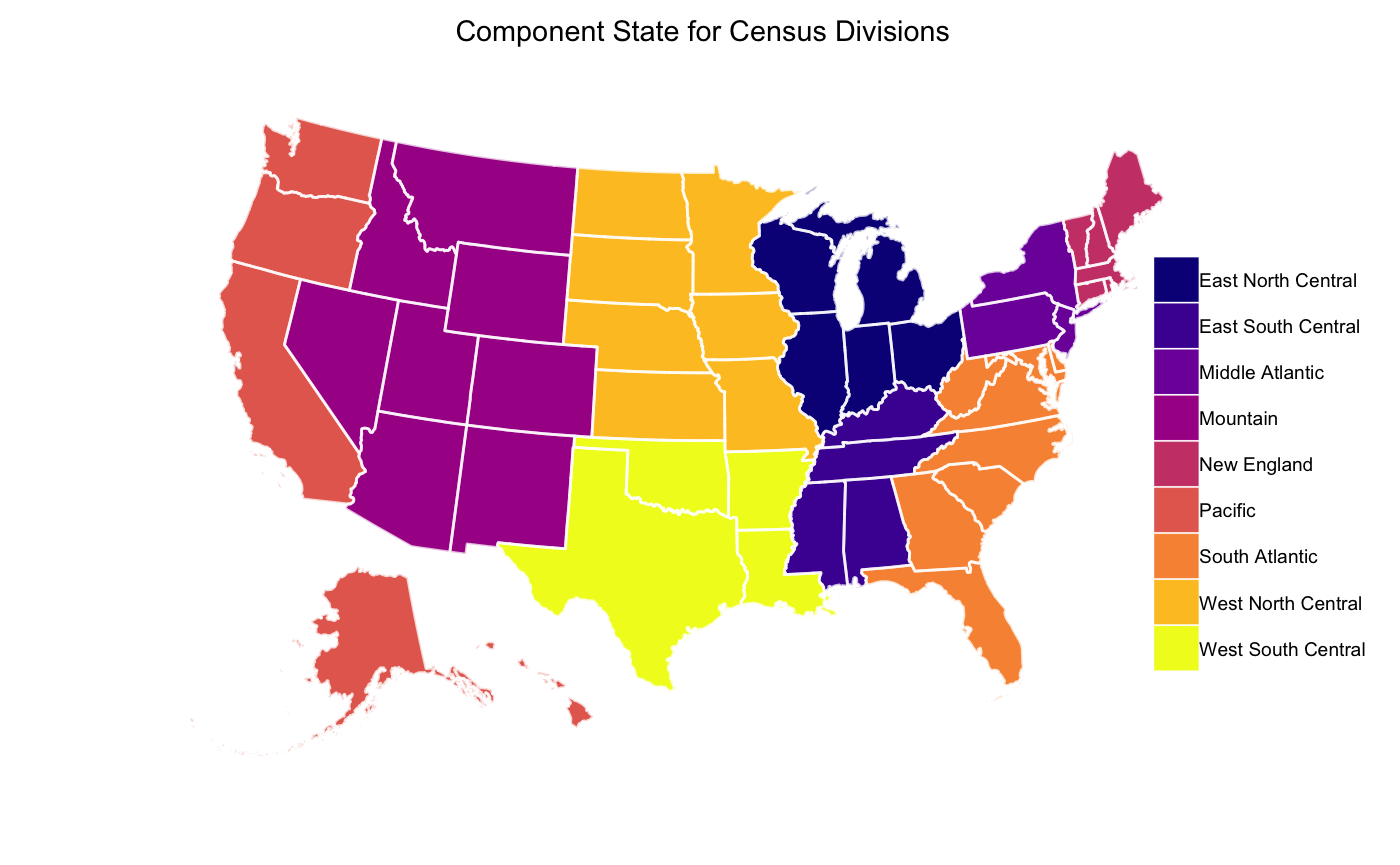 Component State for Census Divisions
East North Central
East South Central
Middle Atlantic
Mountain
New England
Pacific
South Atlantic
West North Central
West South Central